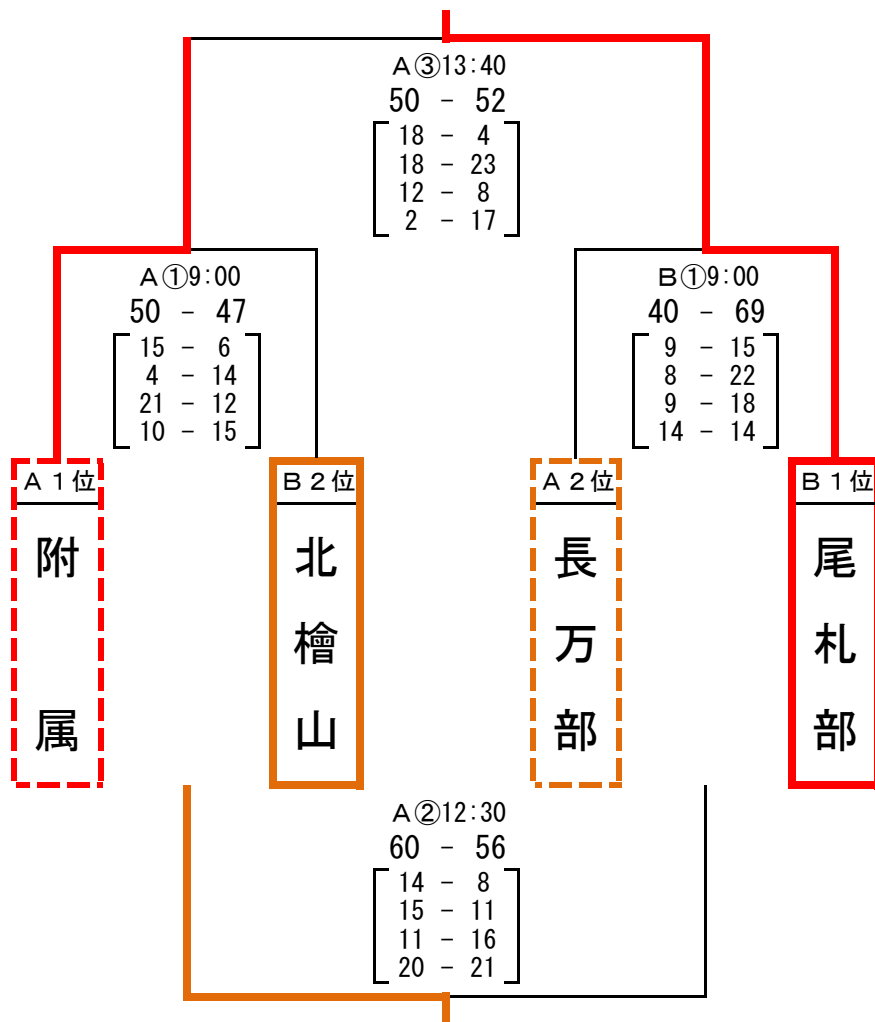 Ａ③13:40
50 － 52
18 － 4
18 － 23
12 － 8
2 － 17
Ａ①9:00
50 － 47
15 － 6
4 － 14
21 － 12
10 － 15
Ｂ①9:00
40 － 69
9 － 15
8 － 22
9 － 18
14 － 14
Ａ１位
附属
Ｂ２位
北檜山
Ａ２位
長万部
Ｂ１位
尾札部
Ａ②12:30
60 － 56
14 － 8
15 － 11
11 － 16
20 － 21